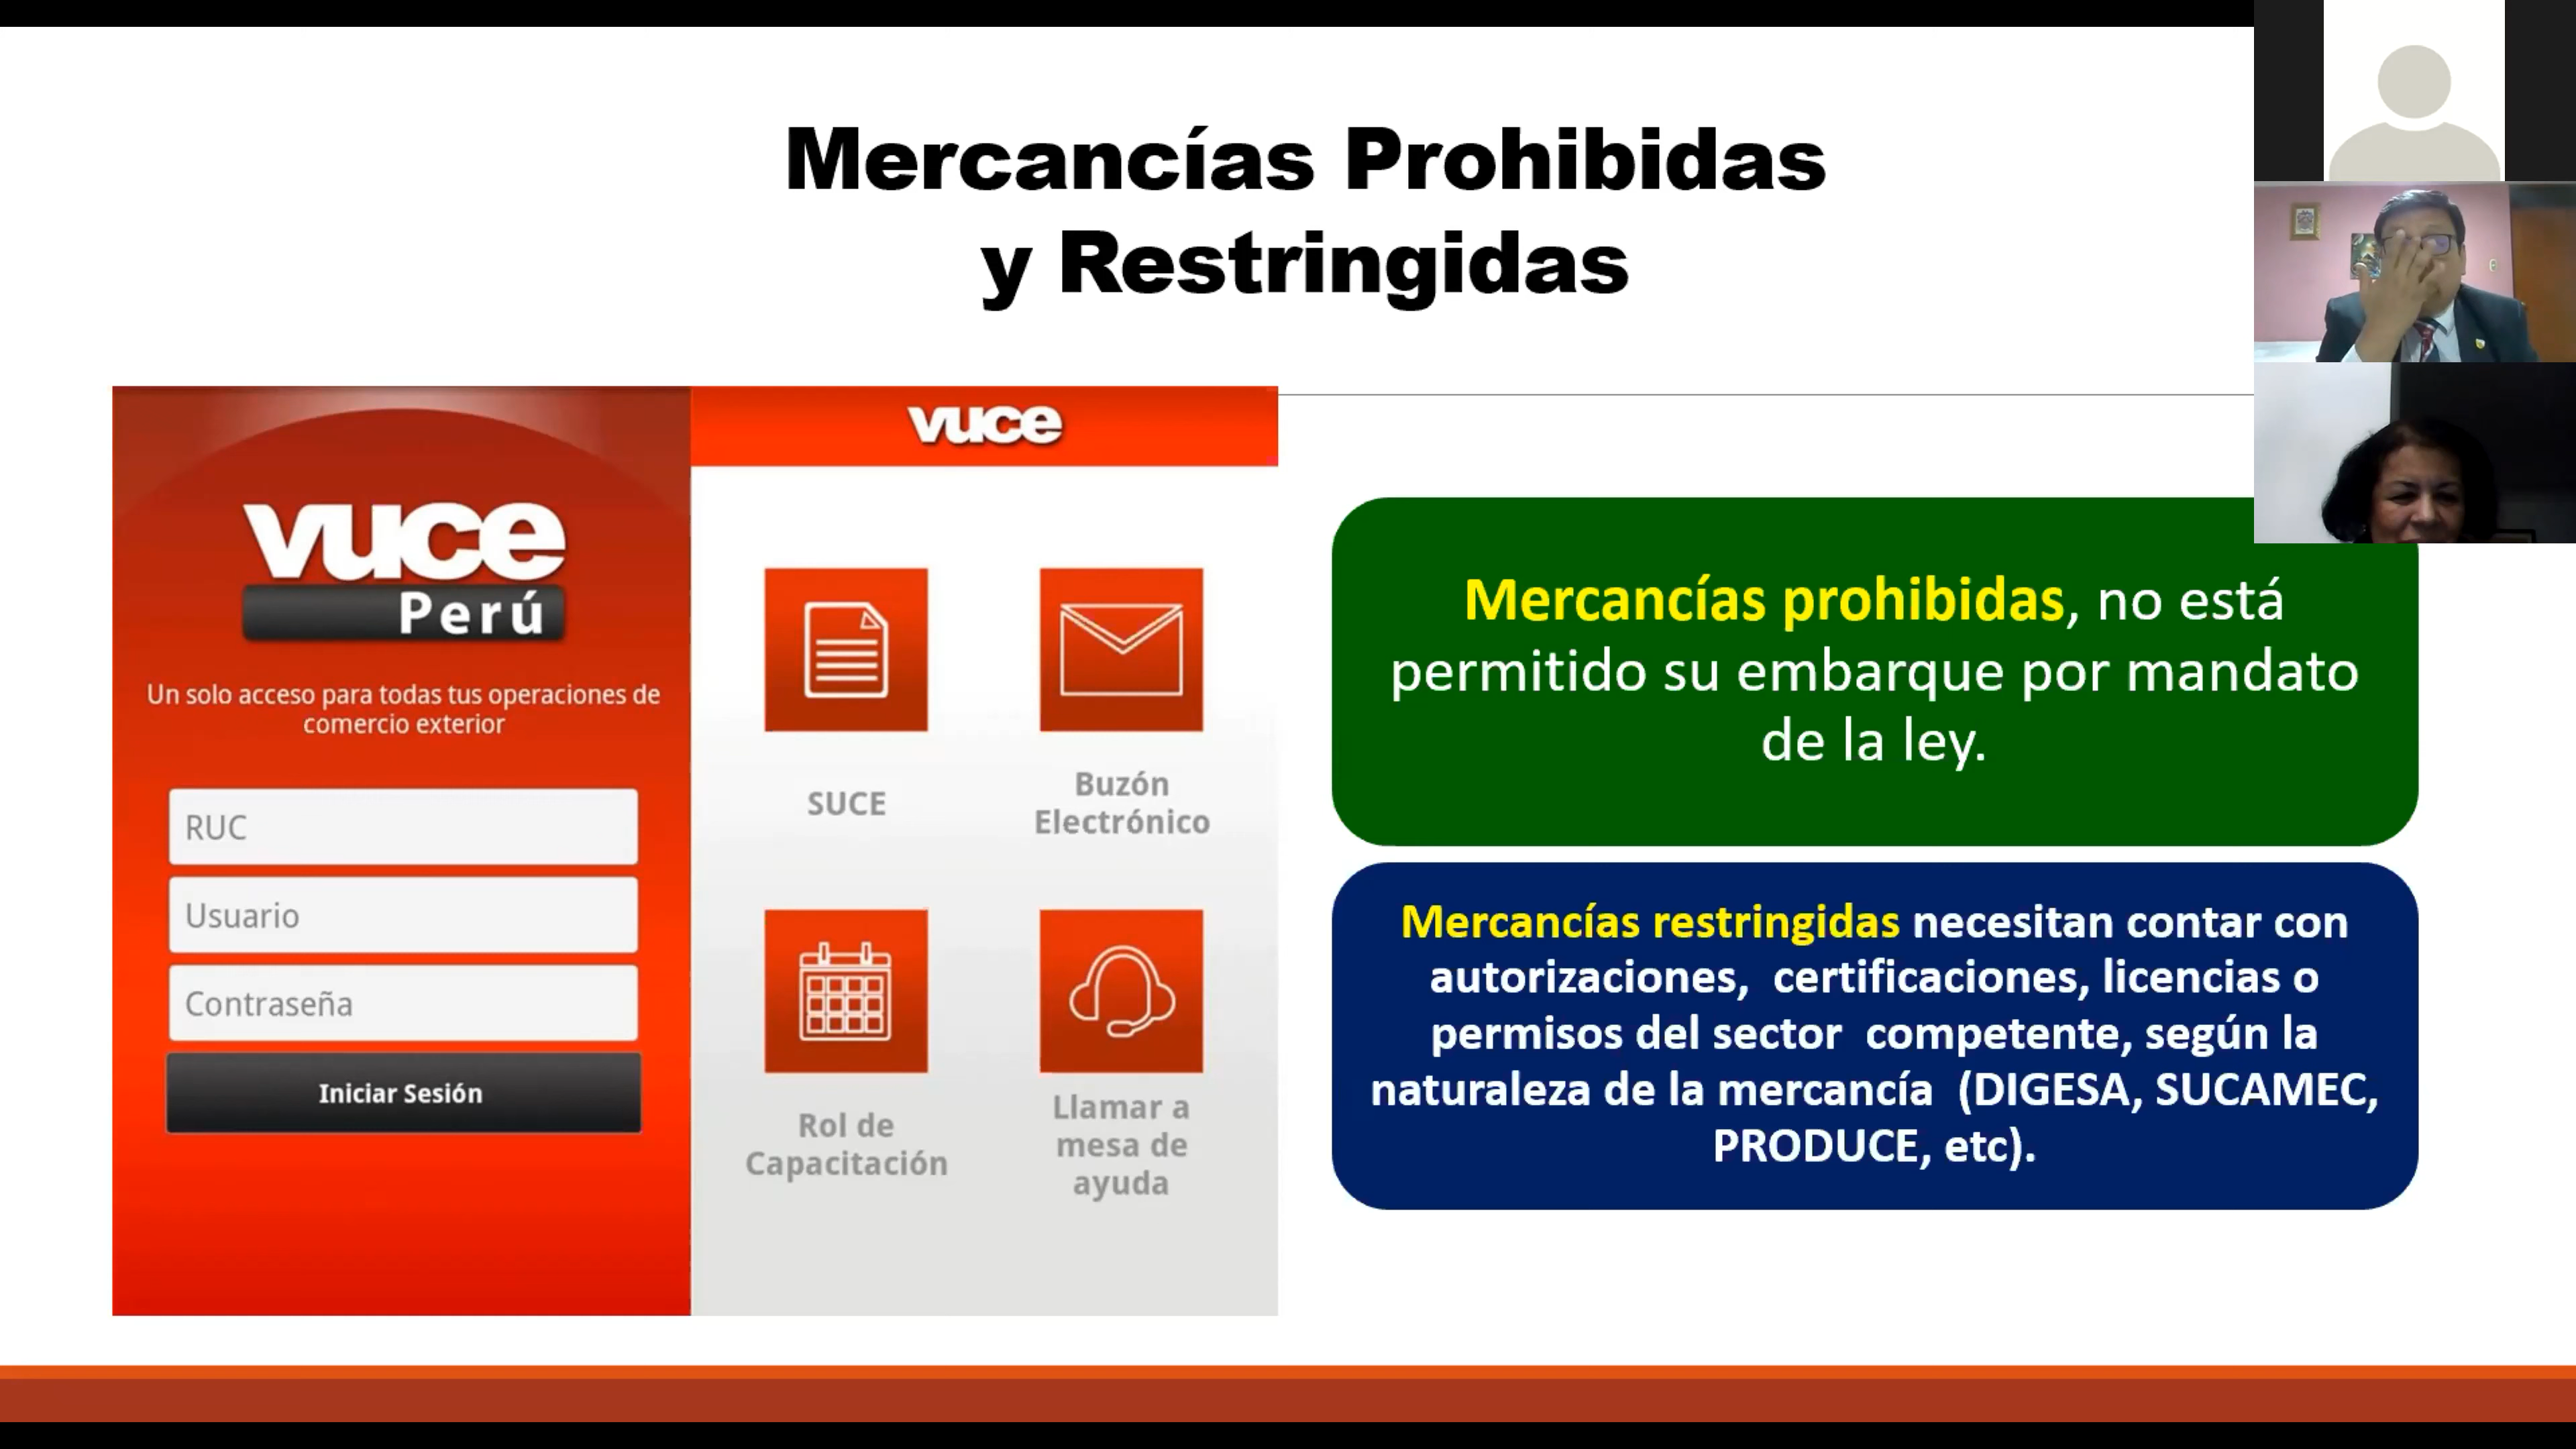 Mercancías Prohibidas
y Restringidas
vuce
Perú
Un solo acceso para todas tus operaciones de
comercio exterior
RUC
Usuario
Contraseña
Iniciar Sesión
vuce
SUCE
Buzón
Electrónico
Rol de
Capacitación
Llamar a
mesa de
ayuda
Mercancías prohibidas, no está
permitido su embarque por mandato
de la ley.
Mercancías restringidas necesitan contar con
autorizaciones, certificaciones, licencias o
permisos del sector competente, según la
naturaleza de la mercancía (DIGESA, SUCAMEC,
PRODUCE, etc).